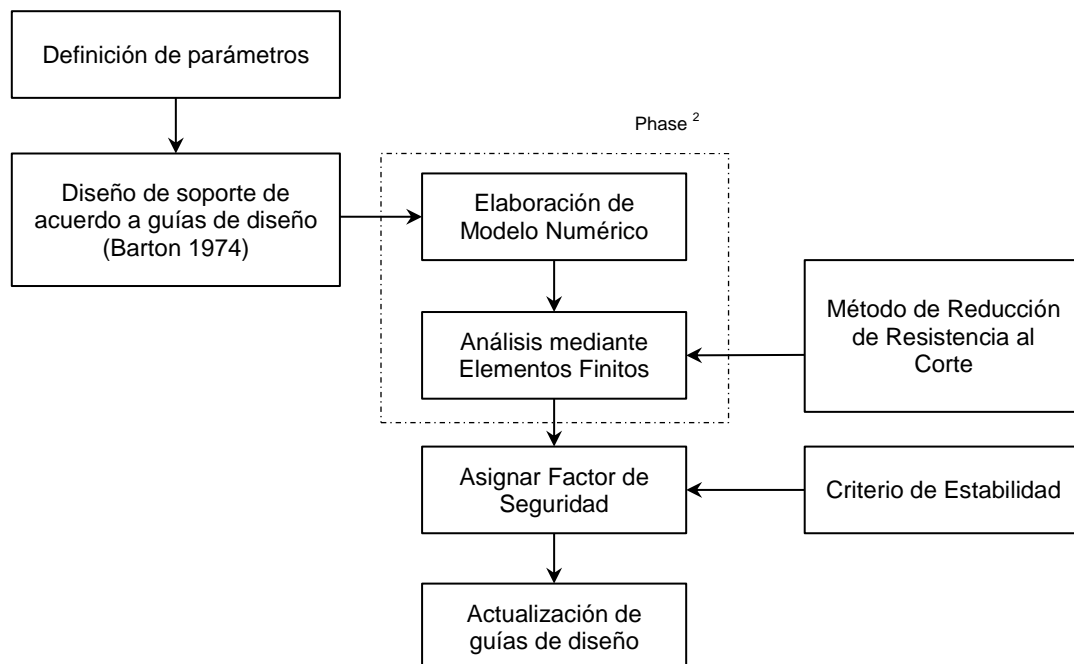 Definición de parámetros
Phase ²
Diseño de soporte de
acuerdo a guías de diseño
(Barton 1974)
Elaboración de
Modelo Numérico
Análisis mediante
Elementos Finitos
Método de Reducción
de Resistencia al
Corte
Asignar Factor de
Seguridad
Criterio de Estabilidad
Actualización de
guías de diseño